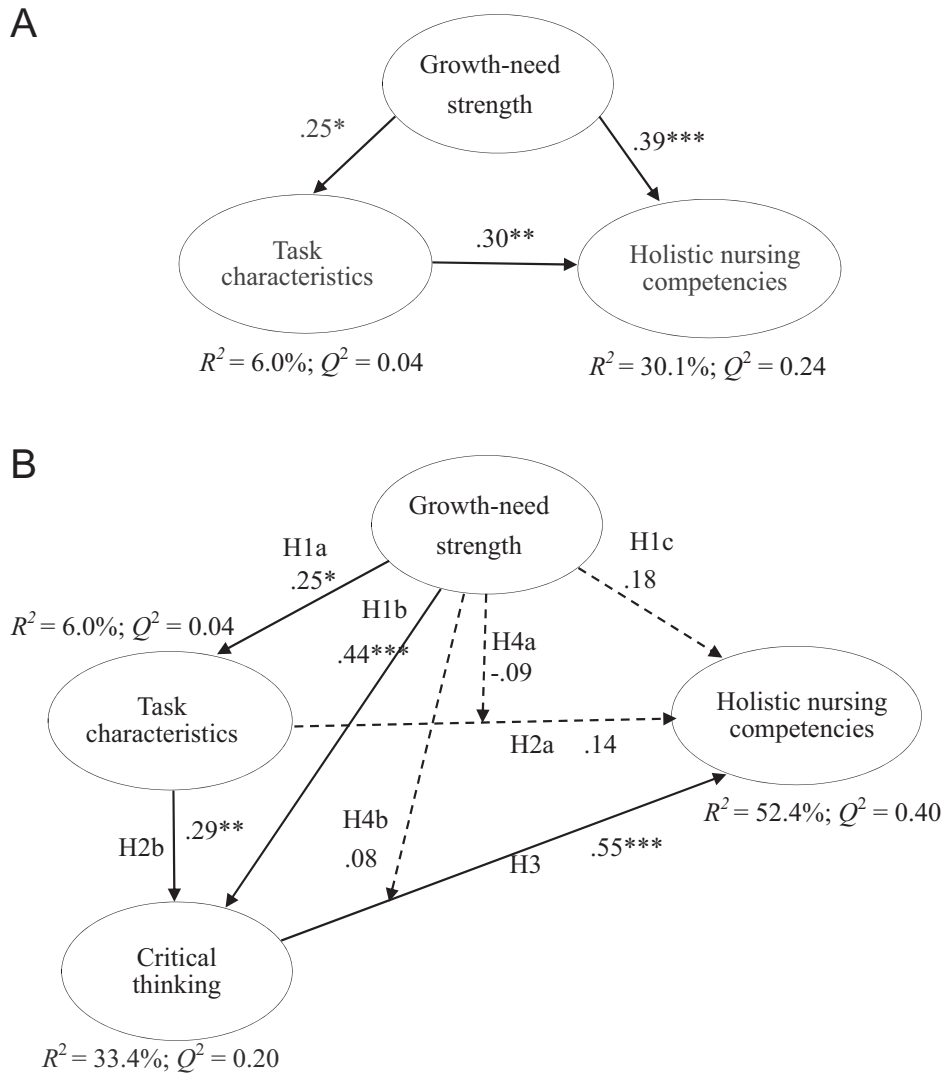 A
Growth-need
strength
.25*
.39***
Task
characteristics
.30**
Holistic nursing
competencies
R² = 6.0%; Q² = 0.04
R² = 30.1%; Q² = 0.24
B
Growth-need
strength
H1a
.25*
H1c
.18
R² = 6.0%; Q² = 0.04
H1b
.44***
H4a
-.09
Task
characteristics
Holistic nursing
competencies
H2a .14
R² = 52.4%; Q² = 0.40
H2b
.29**
H4b
.08
H3
.55***
Critical
thinking
R² = 33.4%; Q² = 0.20